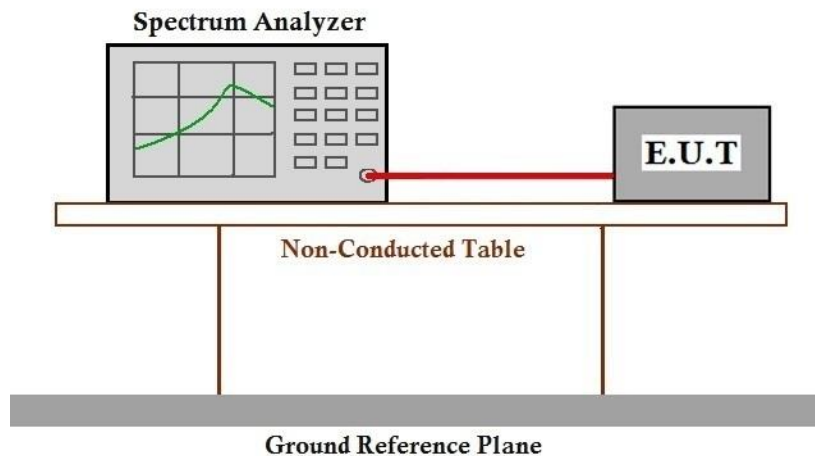 Spectrum Analyzer
E.U.T
Non-Conducted Table
Ground Reference Plane